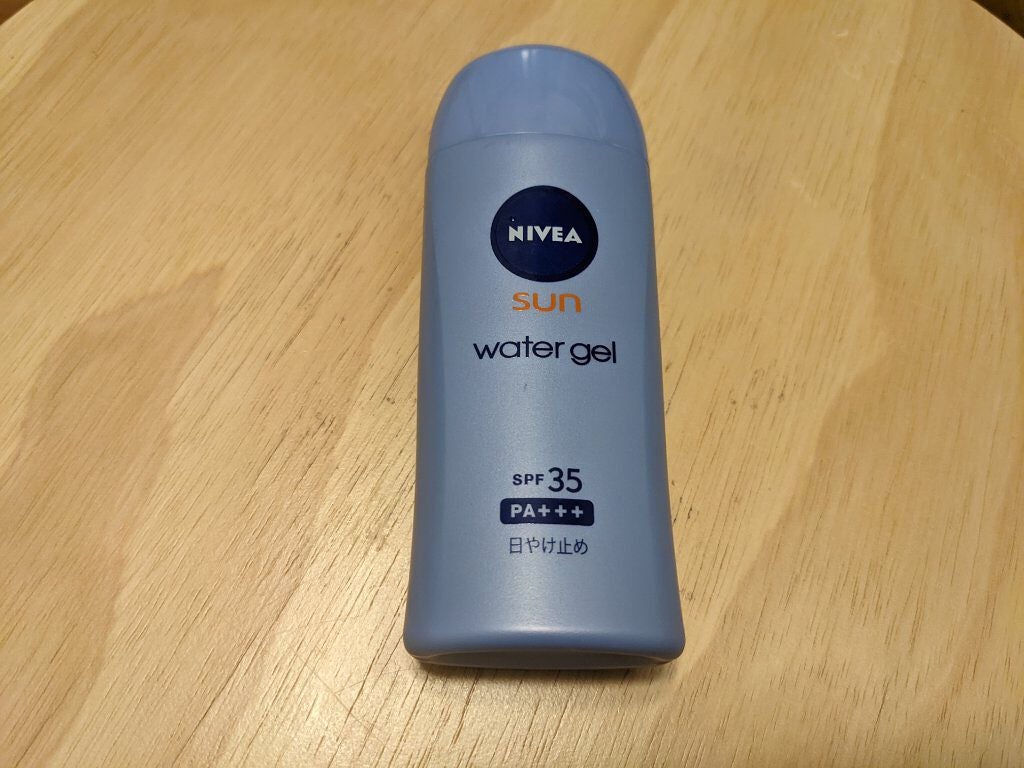 NIVEA
sun
water gel
SPF 35
PA+++
日やけ止め